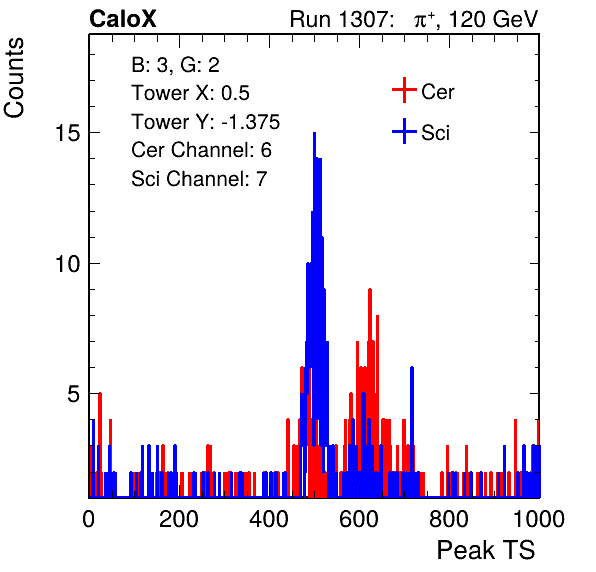 CaloX
Run 1307: π+, 120 GeV
Counts
B: 3, G: 2
Tower X: 0.5
Tower Y: -1.375
Cer Channel: 6
Sci Channel: 7
Cer
Sci
15
10
5
0 200 400 600 800 1000
Peak TS